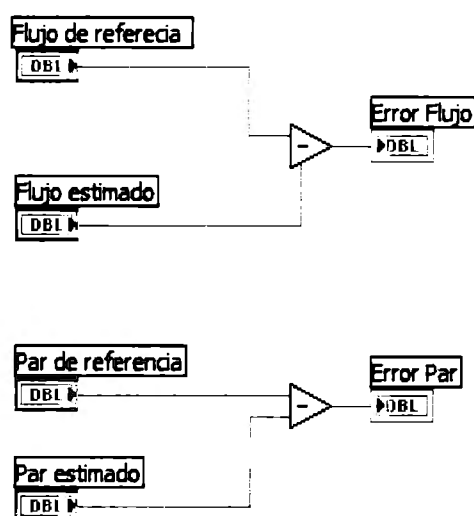 Flujo de referecia
DBL
Error Flujo
DBL
Flujo estimado
DBL
Par de referencia
DBL
Error Par
DBL
Par estimado
DBL